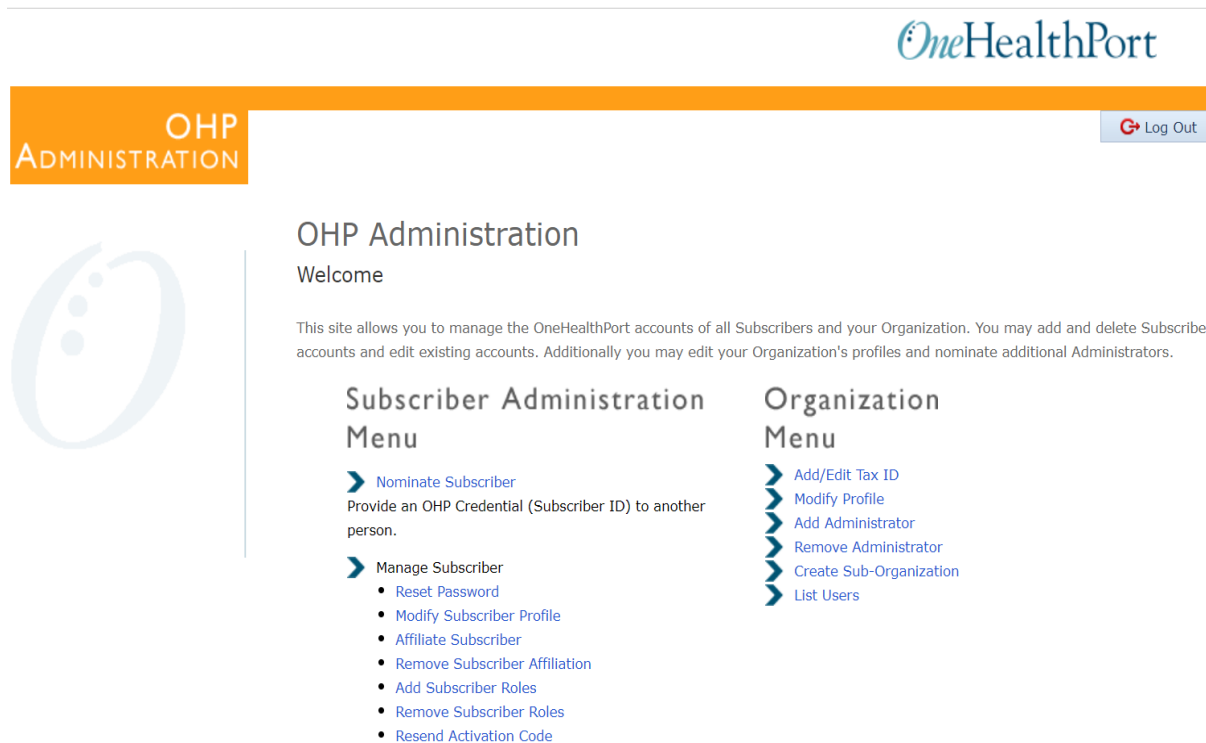 OneHealthPort
OHP
ADMINISTRATION
Log Out
OHP Administration
Welcome
This site allows you to manage the OneHealthPort accounts of all Subscribers and your Organization. You may add and delete Subscribe
accounts and edit existing accounts. Additionally you may edit your Organization's profiles and nominate additional Administrators.
Subscriber Administration
Menu
Nominate Subscriber
Provide an OHP Credential (Subscriber ID) to another
person.
Manage Subscriber
• Reset Password
• Modify Subscriber Profile
• Affiliate Subscriber
• Remove Subscriber Affiliation
• Add Subscriber Roles
• Remove Subscriber Roles
• Resend Activation Code
Organization
Menu
Add/Edit Tax ID
Modify Profile
Add Administrator
Remove Administrator
Create Sub-Organization
List Users